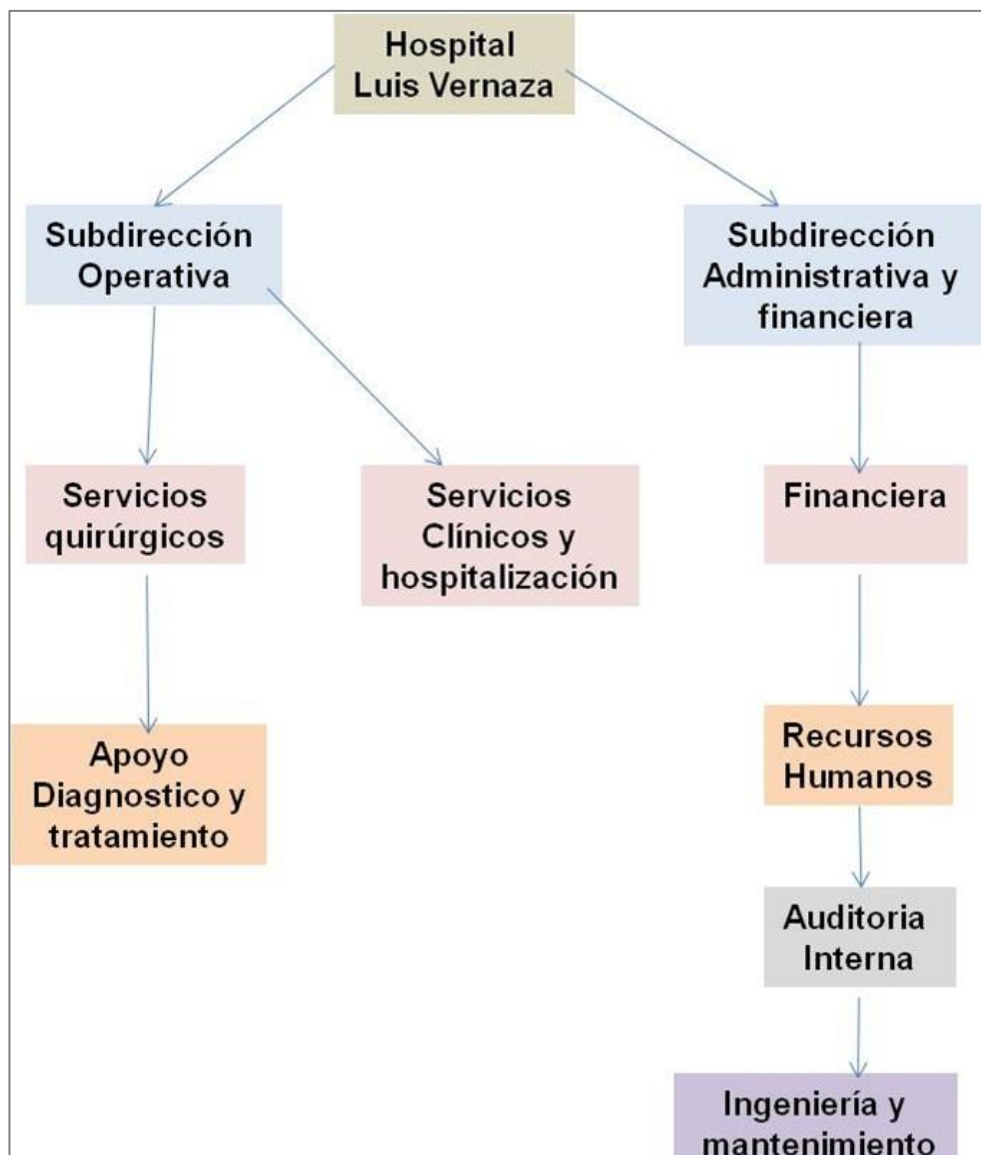 Hospital
Luis Vernaza
Subdirección
Operativa
Subdirección
Administrativa y
financiera
Servicios
quirúrgicos
Servicios
Clínicos y
hospitalización
Financiera
Apoyo
Diagnostico y
tratamiento
Recursos
Humanos
Auditoria
Interna
Ingeniería y
mantenimiento